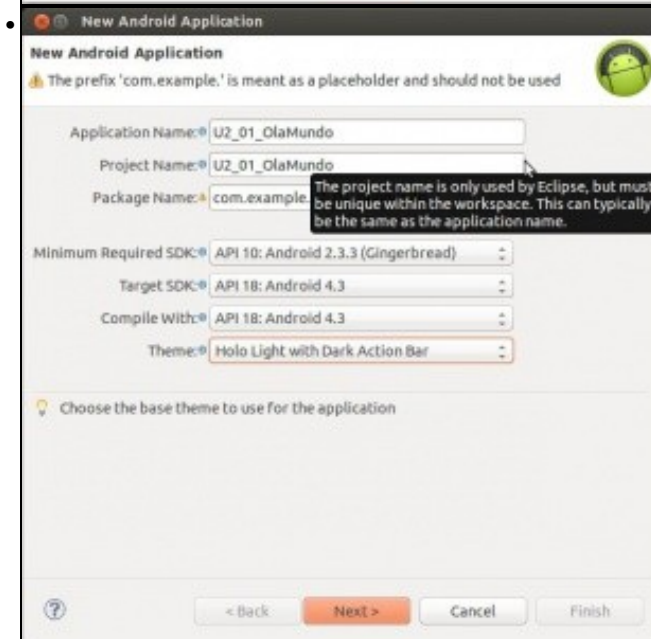 New Android Application
New Android Application
The prefix 'com.example.' is meant as a placeholder and should not be used
Application Name: U2_01_OlaMundo
Project Name: U2_01_OlaMundo
Package Name: com.example.
The project name is only used by Eclipse, but must
be unique within the workspace. This can typically
be the same as the application name.
Minimum Required SDK: API 10: Android 2.3.3 (Gingerbread)
Target SDK: API 18: Android 4.3
Compile With: API 18: Android 4.3
Theme: Holo Light with Dark Action Bar
Choose the base theme to use for the application
? < Back Next > Cancel Finish